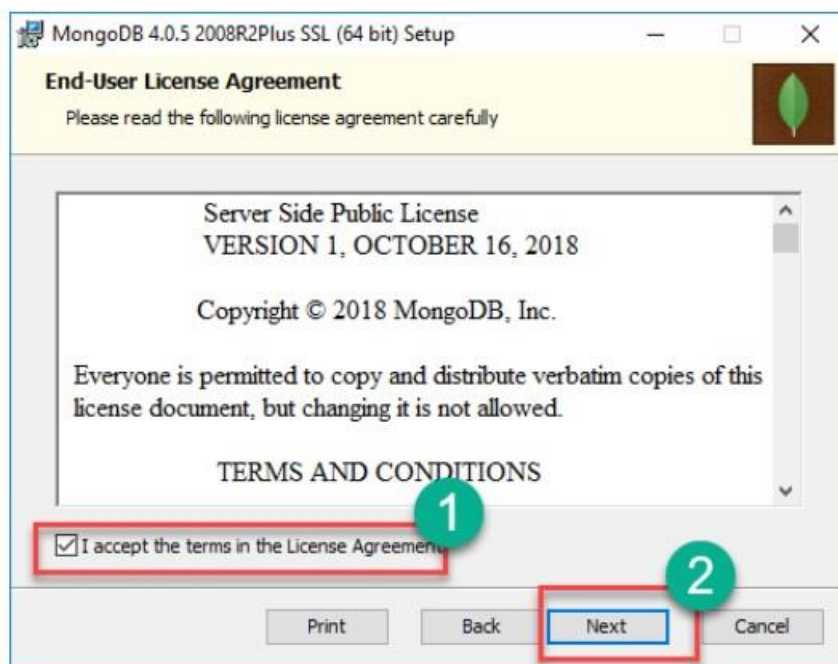 MongoDB 4.0.5 2008R2Plus SSL (64 bit) Setup
End-User License Agreement
Please read the following license agreement carefully
Server Side Public License
VERSION 1, OCTOBER 16, 2018
Copyright © 2018 MongoDB, Inc.
Everyone is permitted to copy and distribute verbatim copies of this
license document, but changing it is not allowed.
TERMS AND CONDITIONS
1
I accept the terms in the License Agreement
2
Print Back Next Cancel